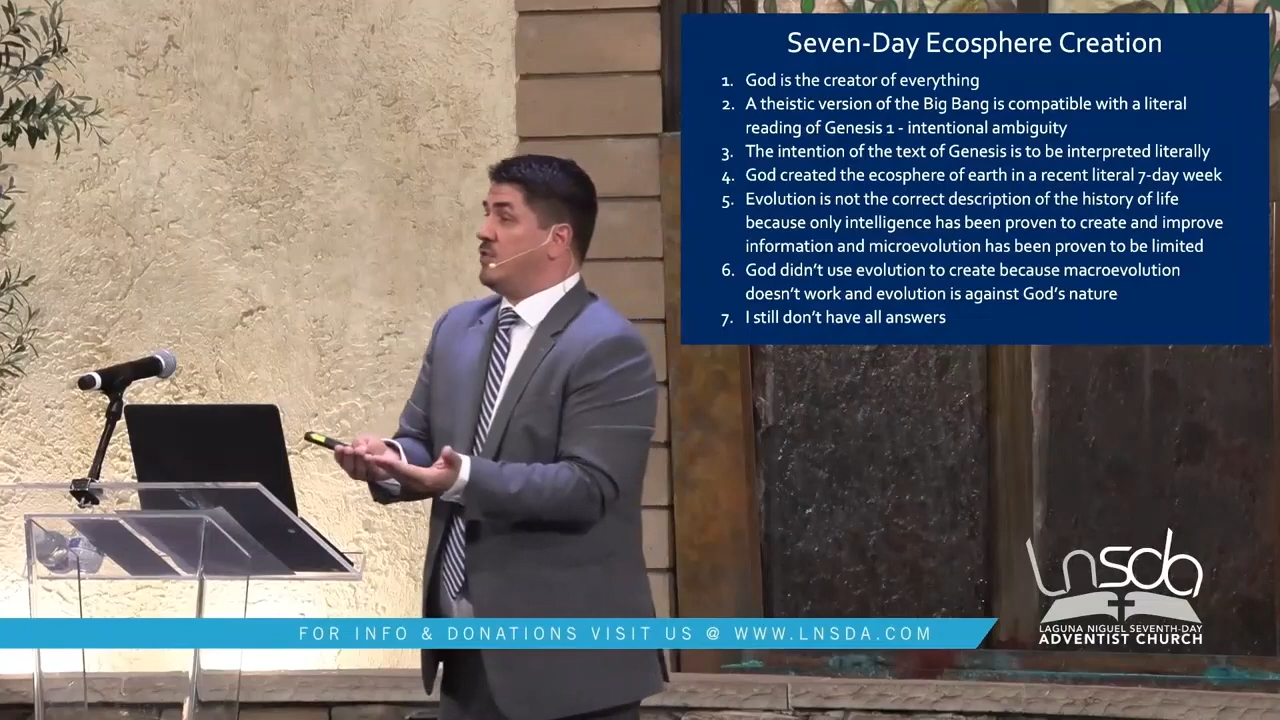 Seven-Day Ecosphere Creation
1. God is the creator of everything
2. A theistic version of the Big Bang is compatible with a literal
reading of Genesis 1 - intentional ambiguity
3. The intention of the text of Genesis is to be interpreted literally
4. God created the ecosphere of earth in a recent literal 7-day week
5. Evolution is not the correct description of the history of life
because only intelligence has been proven to create and improve
information and microevolution has been proven to be limited
6. God didn't use evolution to create because macroevolution
doesn't work and evolution is against God's nature
7. I still don't have all answers
lnsda
LAGUNA NIGUEL SEVENTH-DAY
ADVENTIST CHURCH
FOR INFO & DONATIONS VISIT US @ WWW.LNSDA.COM